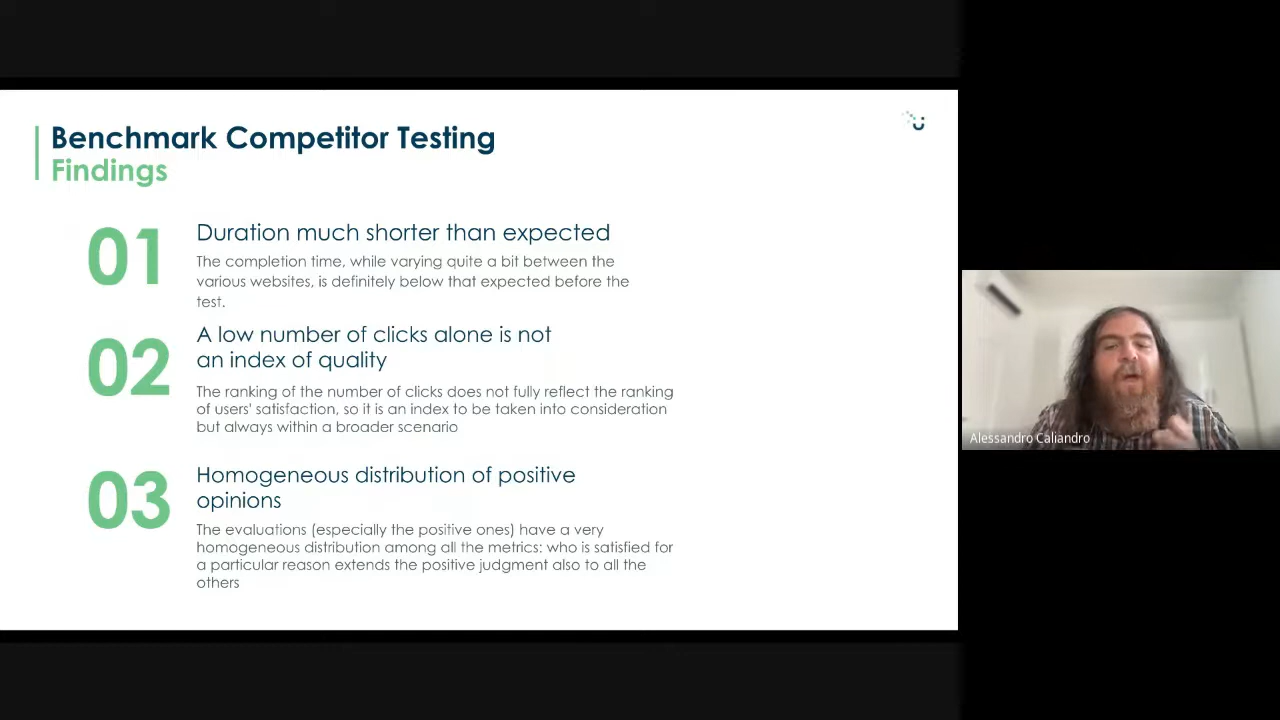 Benchmark Competitor Testing
Findings
01
Duration much shorter than expected
The completion time, while varying quite a bit between the
various websites, is definitely below that expected before the
test.
02
A low number of clicks alone is not
an index of quality
The ranking of the number of clicks does not fully reflect the ranking
of users' satisfaction, so it is an index to be taken into consideration
but always within a broader scenario
03
Homogeneous distribution of positive
opinions
The evaluations (especially the positive ones) have a very
homogeneous distribution among all the metrics: who is satisfied for
a particular reason extends the positive judgment also to all the
others
Alessandro Caliandro